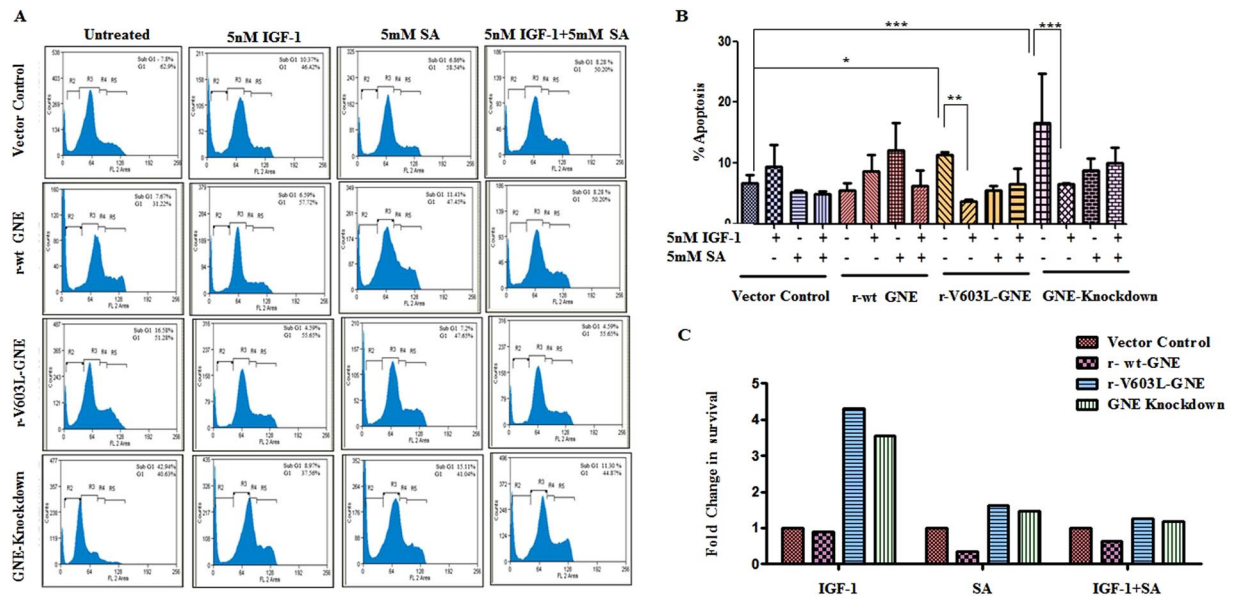 A
Untreated
5nM IGF-1
5mM SA
5nM IGF-1+5mM SA
Vector Control
Sub G1 - 7.8%
G1 62.9%
Sub G1 10.37%
G1 46.42%
Sub G1 6.86%
G1 58.54%
Sub G1 8.28 %
G1 50.20%
r-wt GNE
Sub G1 7.67%
G1 31.22%
Sub G1 6.59%
G1 57.72%
Sub G1 11.41%
G1 47.45%
Sub G1 8.28 %
G1 50.20%
r-V603L-GNE
Sub G1 16.58%
G1 51.28%
Sub G1 4.59%
G1 55.65%
Sub G1 7.2%
G1 47.63%
Sub G1 4.59%
G1 55.65%
GNE-Knockdown
Sub G1 42.94%
G1 40.63%
Sub G1 8.97%
G1 37.56%
Sub G1 15.11%
G1 41.04%
Sub G1 11.30 %
G1 44.87%
R2 R3 R4 R5
Counts
0 64 128 192 256
FL 2 Area
B
***
***
*
**
% Apoptosis
30
20
10
0
5nM IGF-1 - + - + - + - + - + - + - + - +
5mM SA - - + + - - + + - - + + - - + +
Vector Control r-wt GNE r-V603L-GNE GNE-Knockdown
C
Vector Control
r- wt-GNE
r-V603L-GNE
GNE Knockdown
Fold Change in survival
5
4
3
2
1
0
IGF-1 SA IGF-1+SA